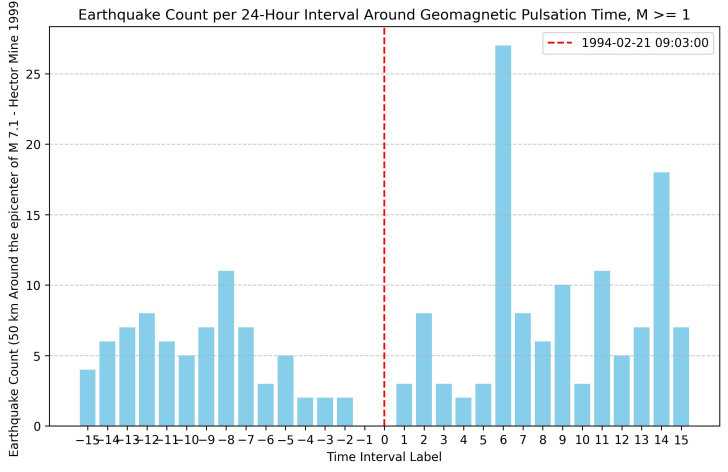 Earthquake Count per 24-Hour Interval Around Geomagnetic Pulsation Time, M >= 1
Earthquake Count (50 km Around the epicenter of M 7.1 - Hector Mine 1999
1994-02-21 09:03:00
25
20
15
10
5
0
−15 −14 −13 −12 −11 −10 −9 −8 −7 −6 −5 −4 −3 −2 −1 0 1 2 3 4 5 6 7 8 9 10 11 12 13 14 15
Time Interval Label